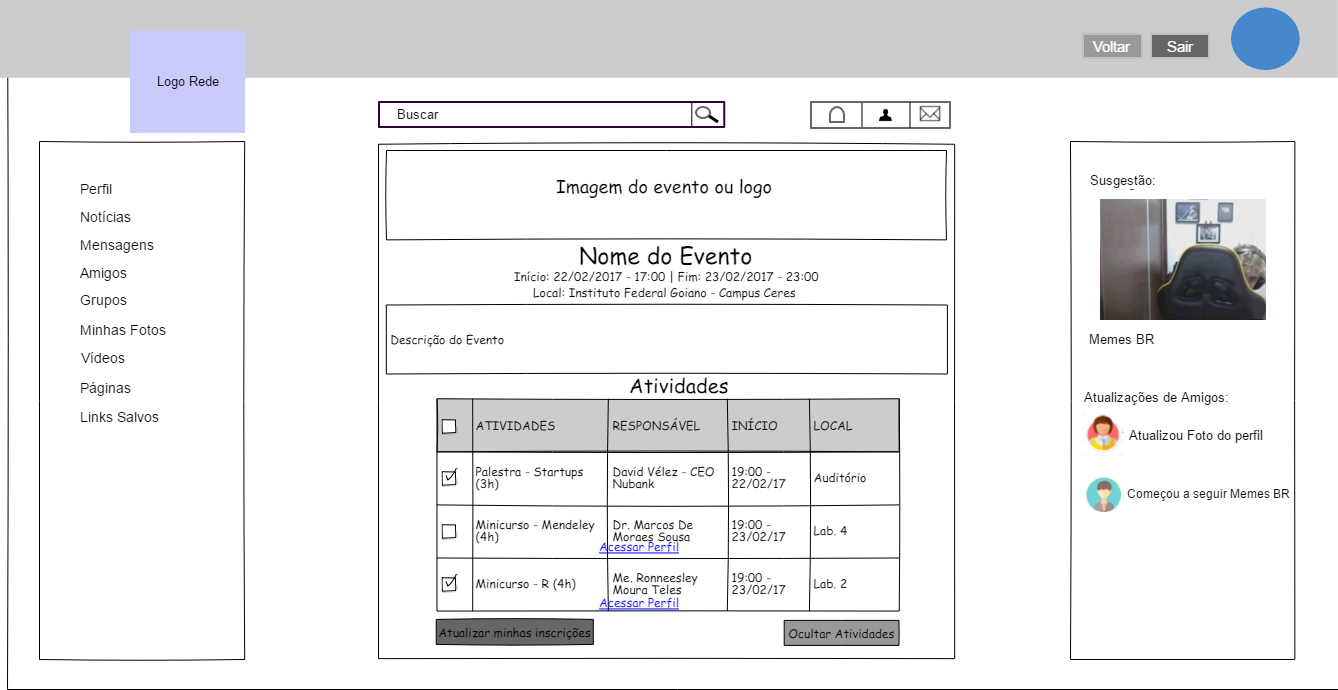 Voltar
Sair
Logo Rede
Buscar
Perfil
Notícias
Mensagens
Amigos
Grupos
Minhas Fotos
Vídeos
Páginas
Links Salvos
Imagem do evento ou logo
Nome do Evento
Início: 22/02/2017 - 17:00 | Fim: 23/02/2017 - 23:00
Local: Instituto Federal Goiano - Campus Ceres
Descrição do Evento
Atividades
ATIVIDADES
RESPONSÁVEL
INÍCIO
LOCAL
Palestra - Startups
(3h)
David Vélez - CEO
Nubank
19:00 -
22/02/17
Auditório
Minicurso - Mendeley
(4h)
Dr. Marcos De
Moraes Sousa
Acessar Perfil
19:00 -
23/02/17
Lab. 4
Minicurso - R (4h)
Me. Ronneesley
Moura Teles
Acessar Perfil
19:00 -
23/02/17
Lab. 2
Atualizar minhas inscrições
Ocultar Atividades
Susgestão:
Memes BR
Atualizações de Amigos:
Atualizou Foto do perfil
Começou a seguir Memes BR